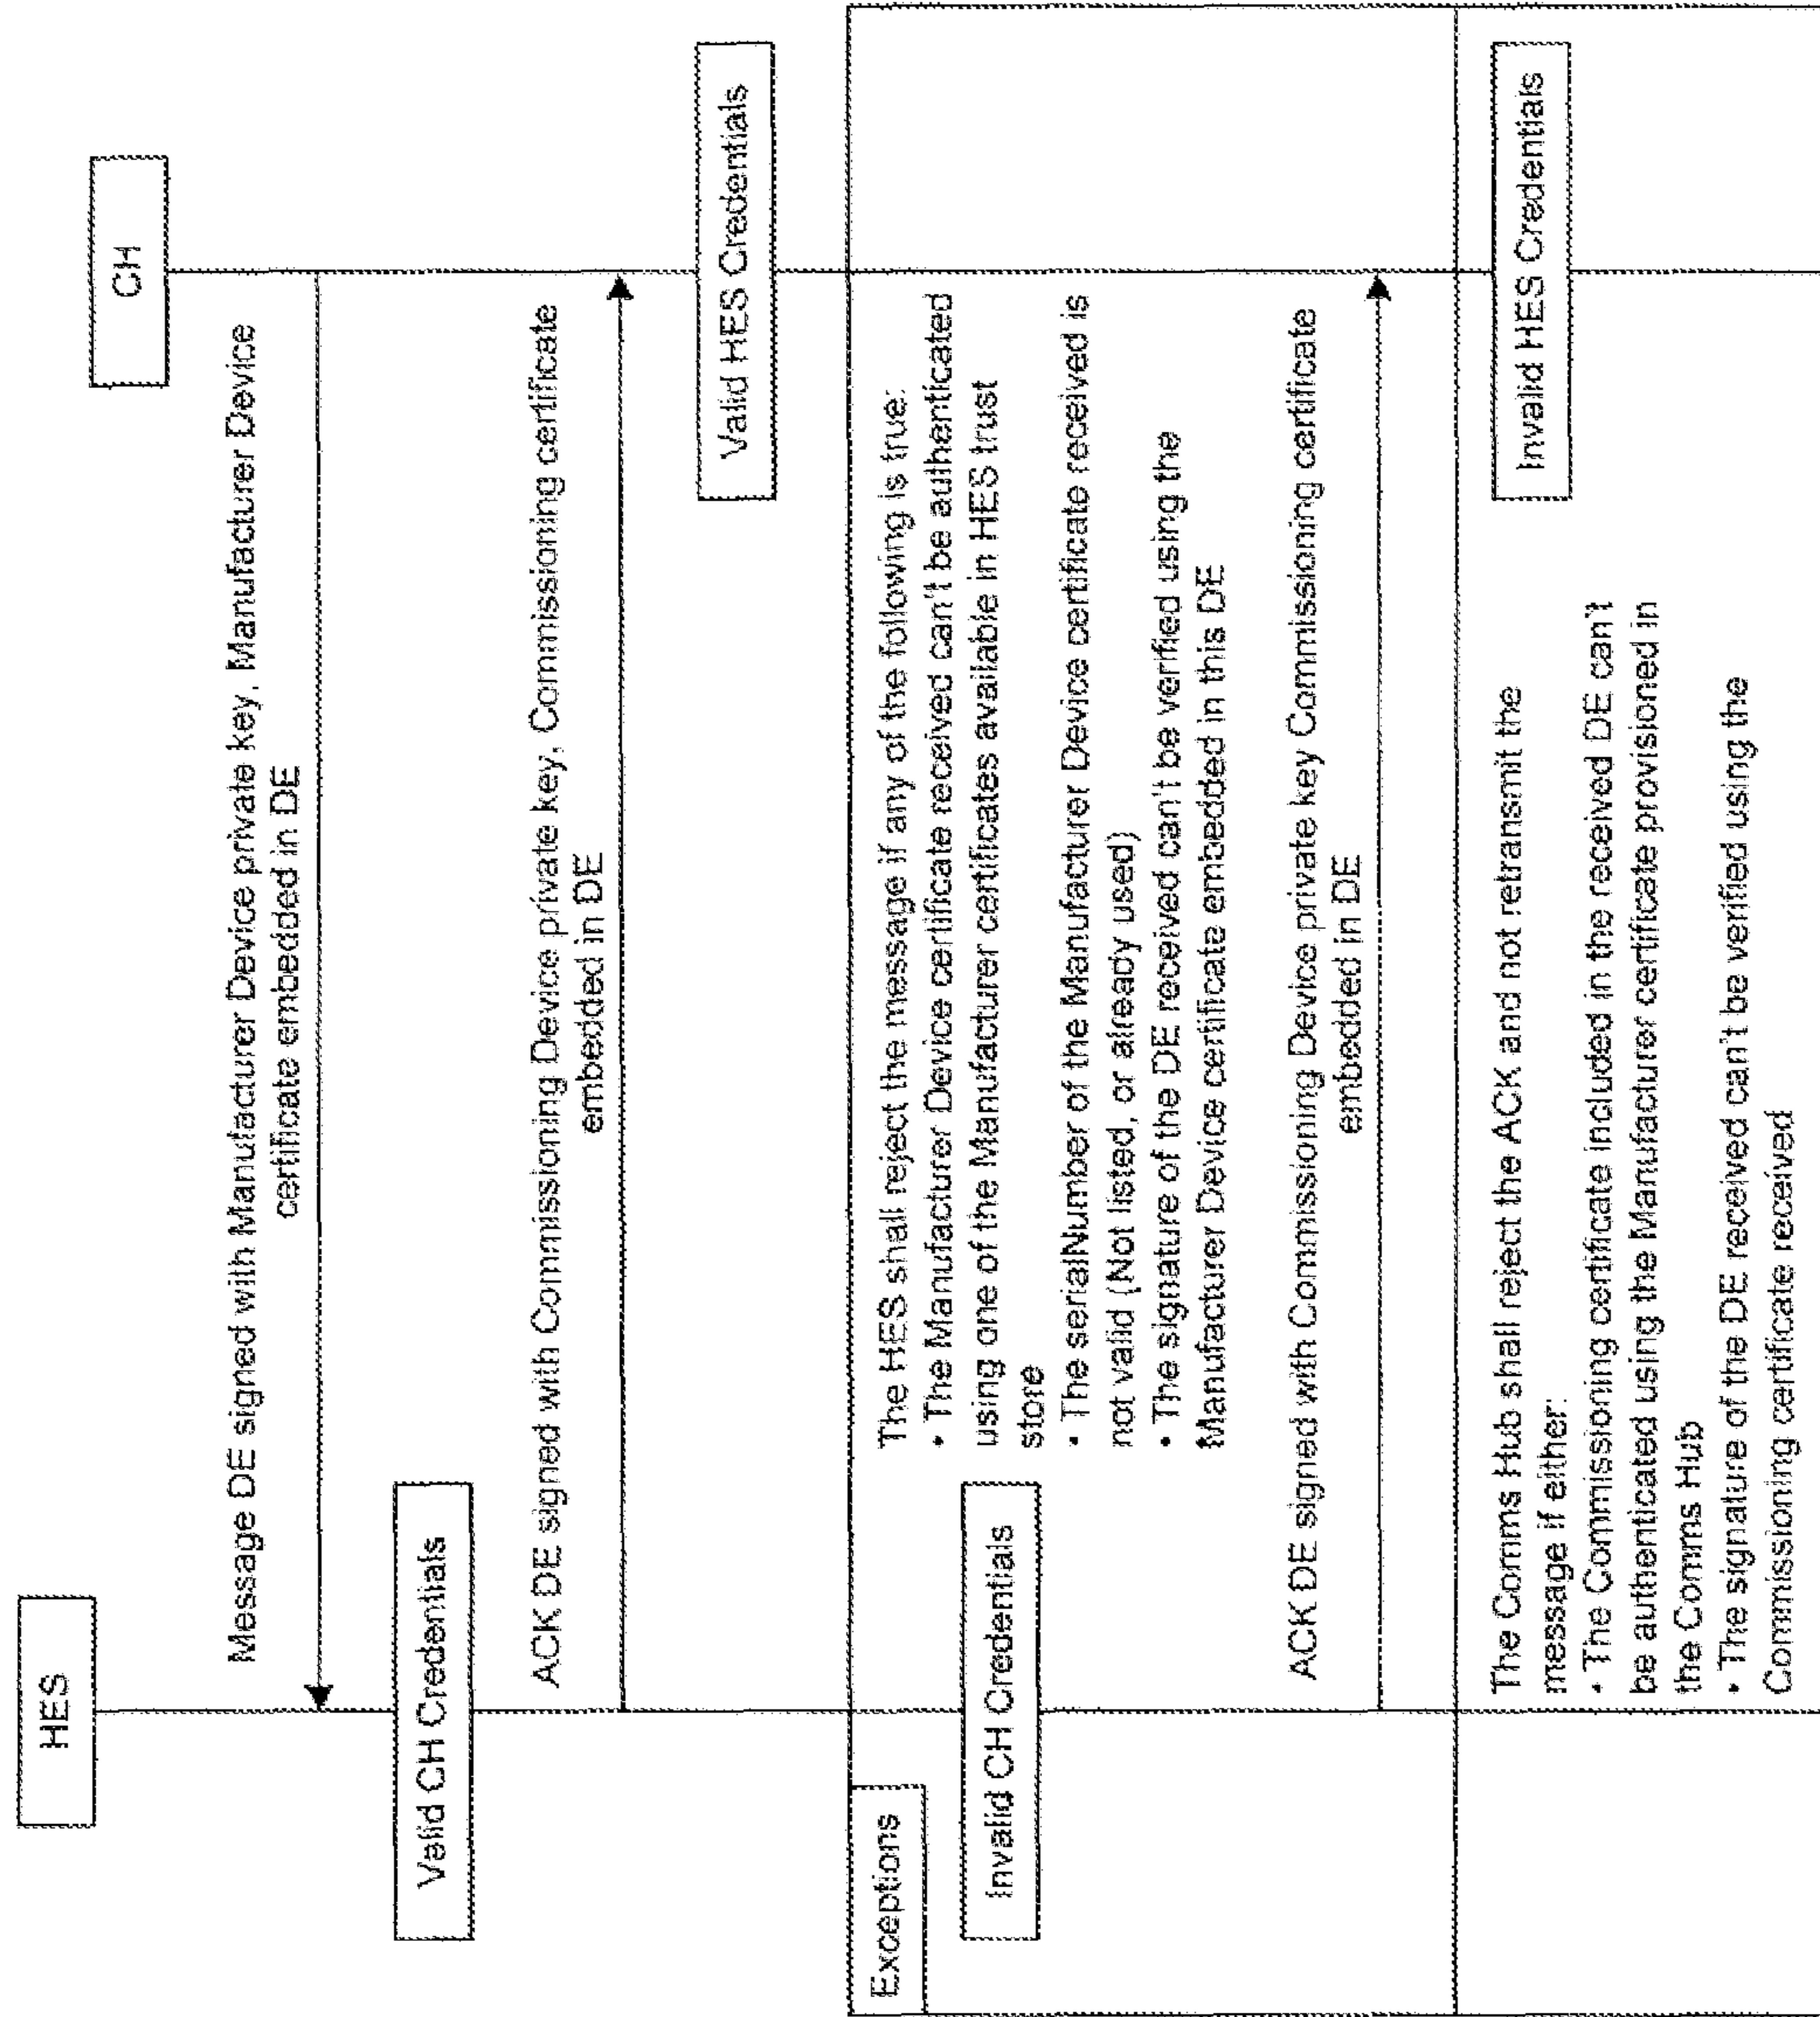 HES
CH
Message DE signed with Manufacturer Device private key, Manufacturer Device
certificate embedded in DE
Valid CH Credentials
ACK DE signed with Commissioning Device private key, Commissioning certificate
embedded in DE
Valid HES Credentials
Exceptions
The HES shall reject the message if any of the following is true:
• The Manufacturer Device certificate received can't be authenticated
using one of the Manufacturer certificates available in HES trust
store
• The serialNumber of the Manufacturer Device certificate received is
not valid (Not listed, or already used)
• The signature of the DE received can't be verified using the
Manufacturer Device certificate embedded in this DE
Invalid CH Credentials
ACK DE signed with Commissioning Device private key Commissioning certificate
embedded in DE
Invalid HES Credentials
The Comms Hub shall reject the ACK and not retransmit the
message if either:
• The Commissioning certificate included in the received DE can't
be authenticated using the Manufacturer certificate provisioned in
the Comms Hub
• The signature of the DE received can't be verified using the
Commissioning certificate received